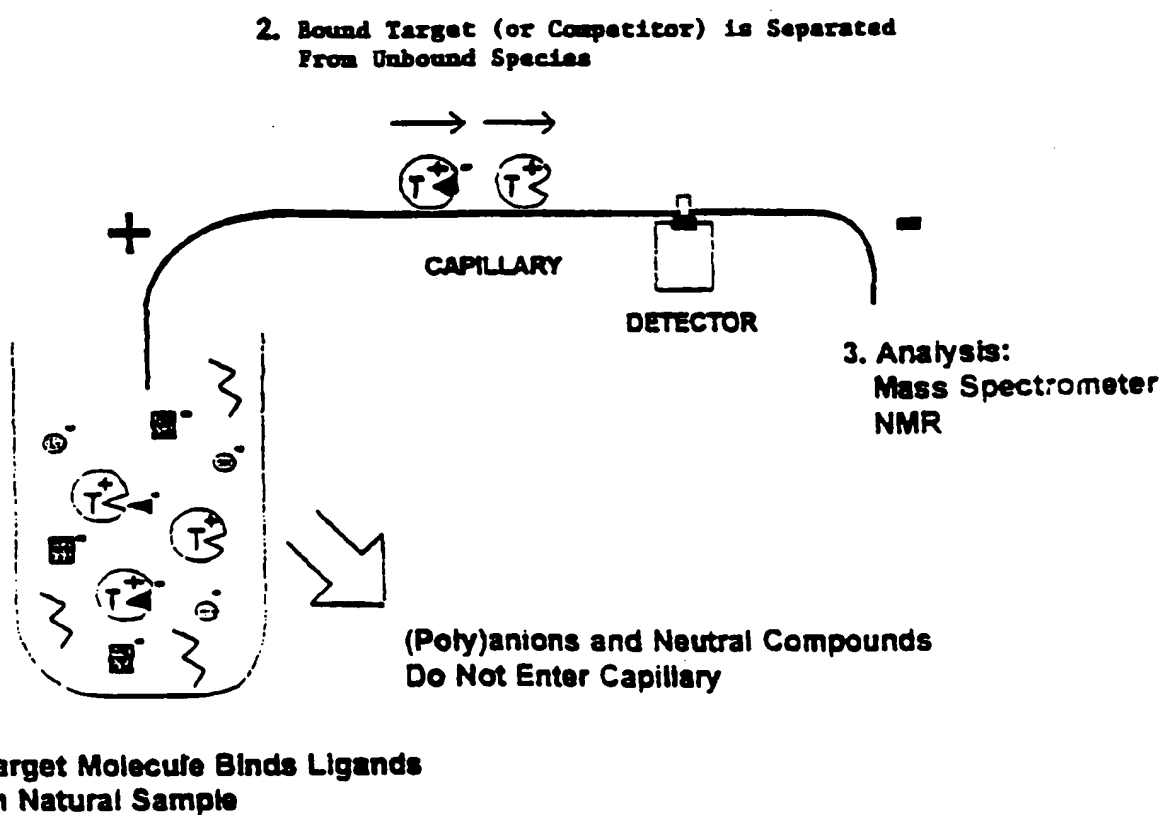 2. Bound Target (or Competitor) is Separated
From Unbound Species
T + -
T +
+
-
CAPILLARY
DETECTOR
3. Analysis:
Mass Spectrometer
NMR
-
-
-
T + -
T +
-
T + -
-
-
(Poly)anions and Neutral Compounds
Do Not Enter Capillary
arget Molecule Binds Ligands
n Natural Sample